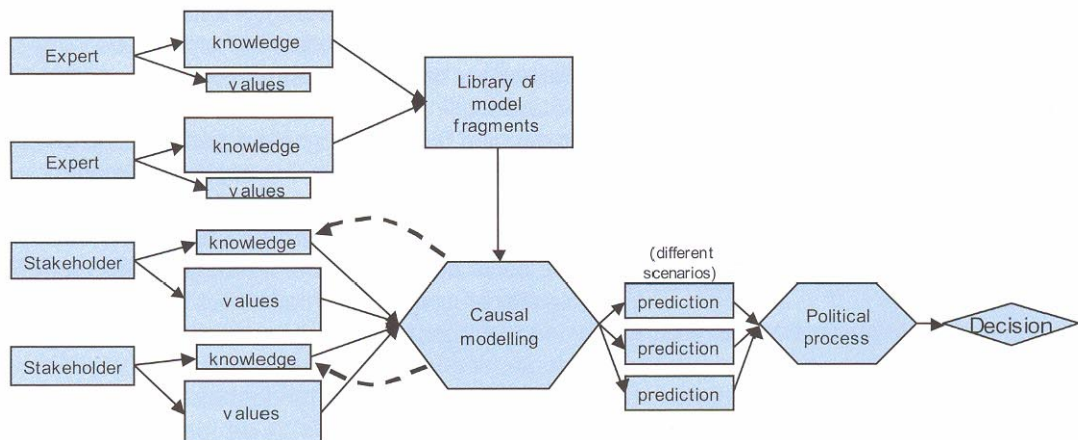 Expert
knowledge
values
Library of
model
fragments
Expert
knowledge
values
Stakeholder
knowledge
values
Stakeholder
knowledge
values
Causal
modelling
(different
scenarios)
prediction
prediction
prediction
Political
process
Decision